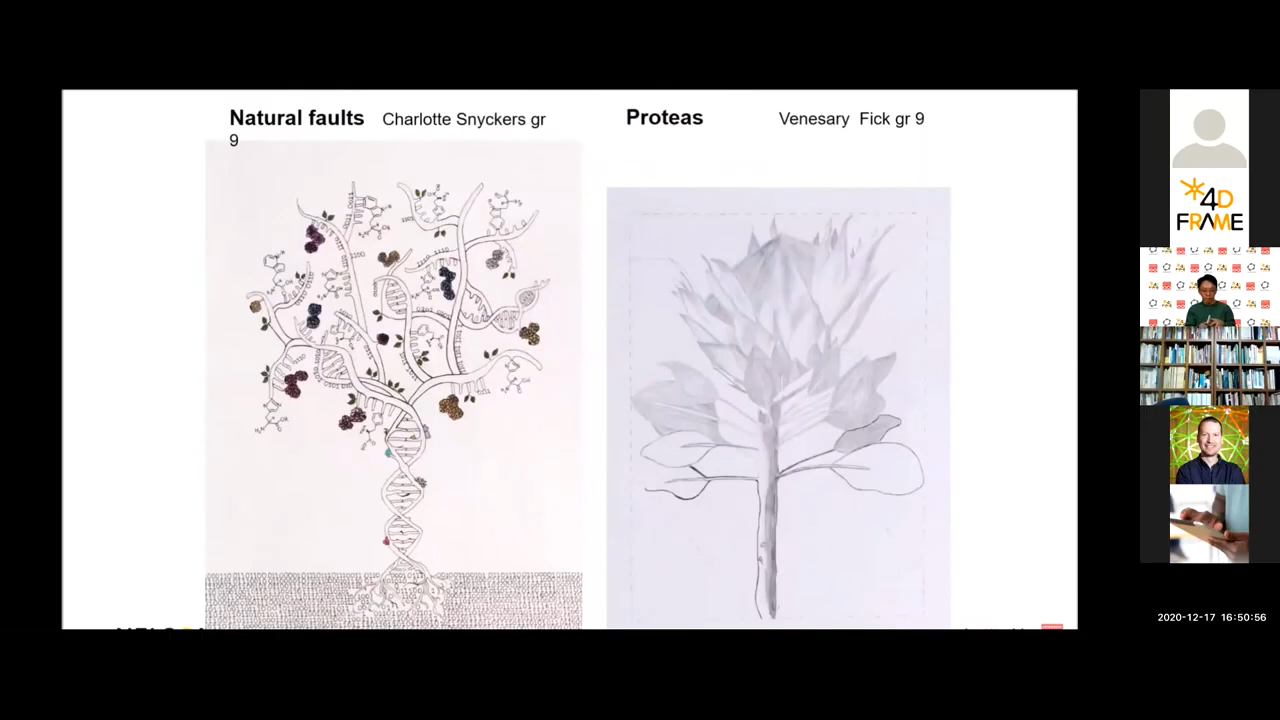 Natural faults Charlotte Snyckers gr
9
Proteas Venesary Fick gr 9
4D
FRAME
2020-12-17 16:50:56